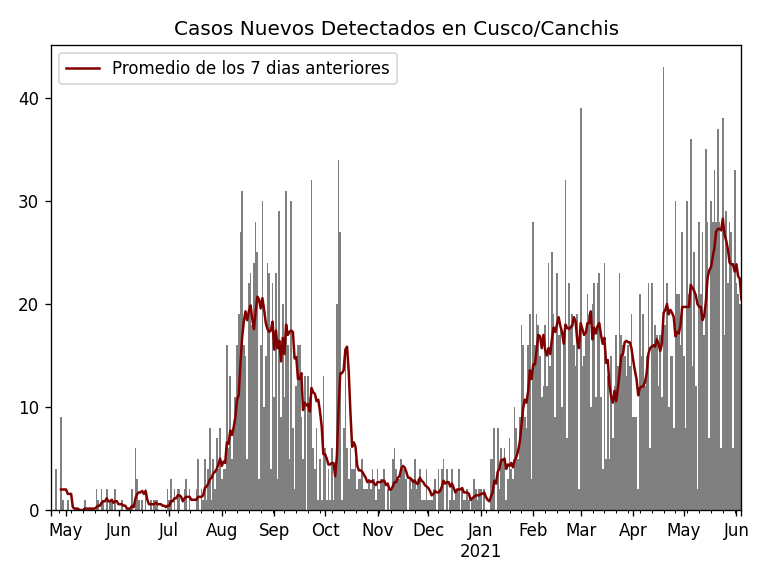 Casos Nuevos Detectados en Cusco/Canchis
Promedio de los 7 dias anteriores
40
30
20
10
0
May Jun Jul Aug Sep Oct Nov Dec Jan Feb Mar Apr May Jun
2021